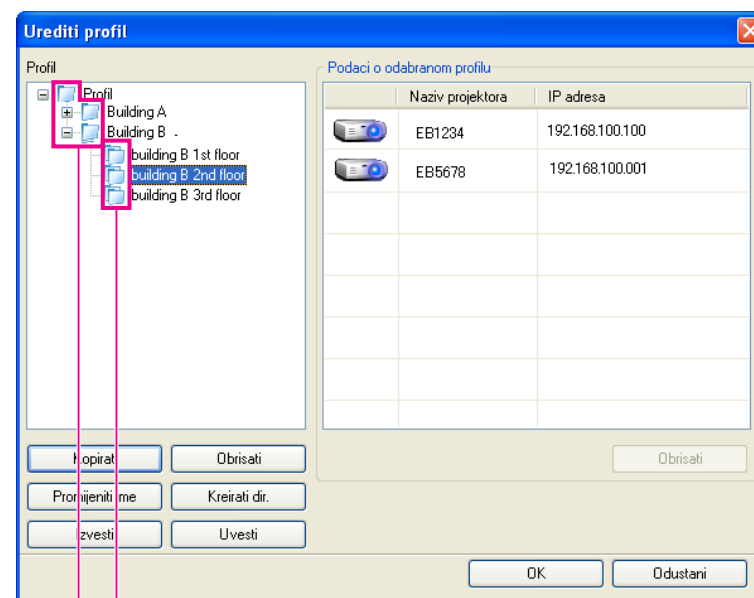 Urediti profil
Profil
Profil
Building A
Building B
building B 1st floor
building B 2nd floor
building B 3rd floor
Podaci o odabranom profilu
Naziv projektora IP adresa
EB1234 192.168.100.100
EB5678 192.168.100.001
Kopirati Obrisati
Promijeniti ime Kreirati dir.
Izvesti Uvesti
Obrisati
OK Odustani